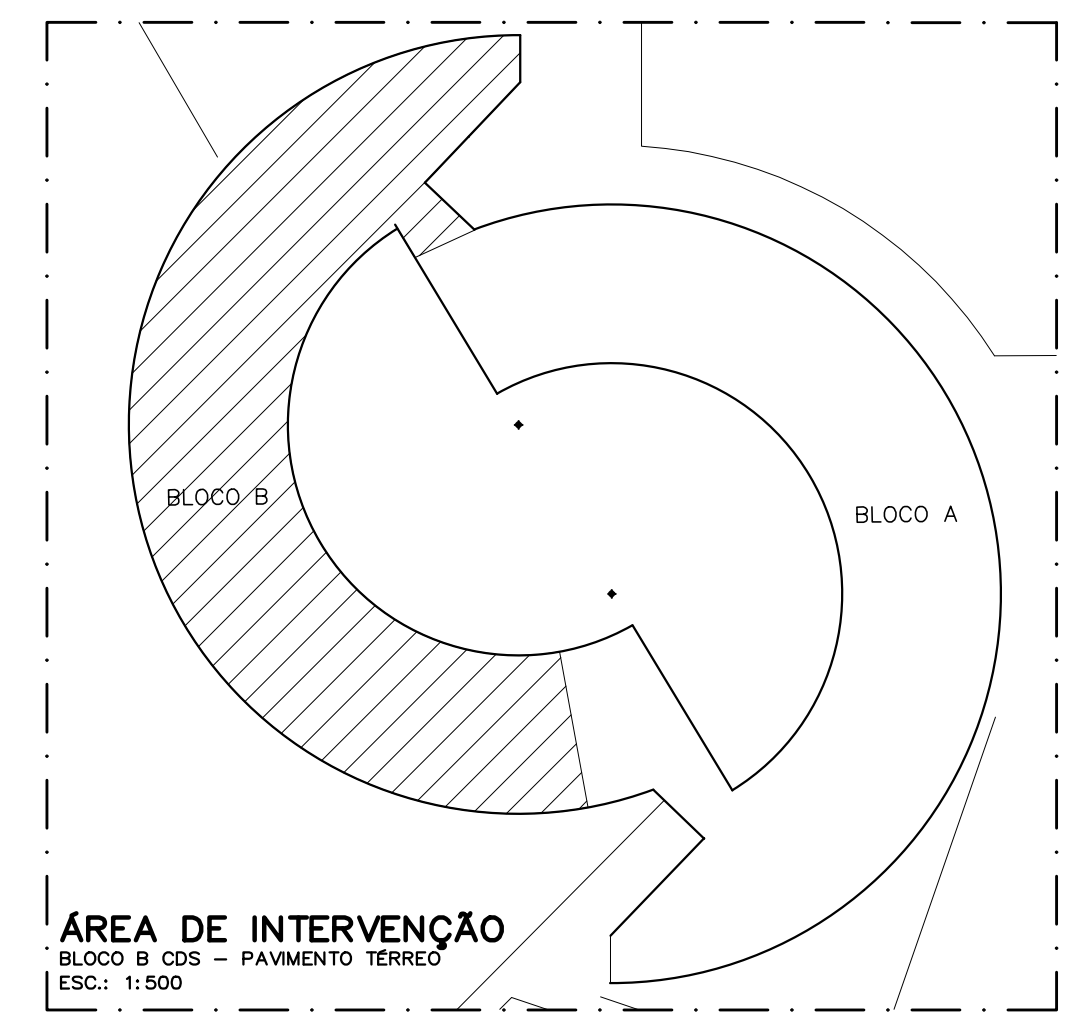 BLOCO B
BLOCO A
ÁREA DE INTERVENÇÃO
BLOCO B CDS – PAVIMENTO TÉRREO
ESC.: 1:500